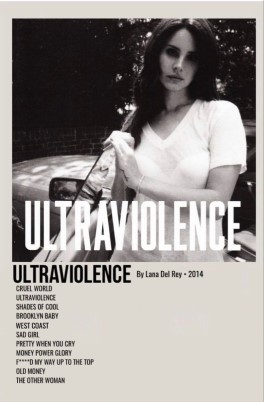 ULTRAVIOLENCE
ULTRAVIOLENCE By Lana Del Rey • 2014
CRUEL WORLD
ULTRAVIOLENCE
SHADES OF COOL
BROOKLYN BABY
WEST COAST
SAD GIRL
PRETTY WHEN YOU CRY
MONEY POWER GLORY
F****D MY WAY UP TO THE TOP
OLD MONEY
THE OTHER WOMAN